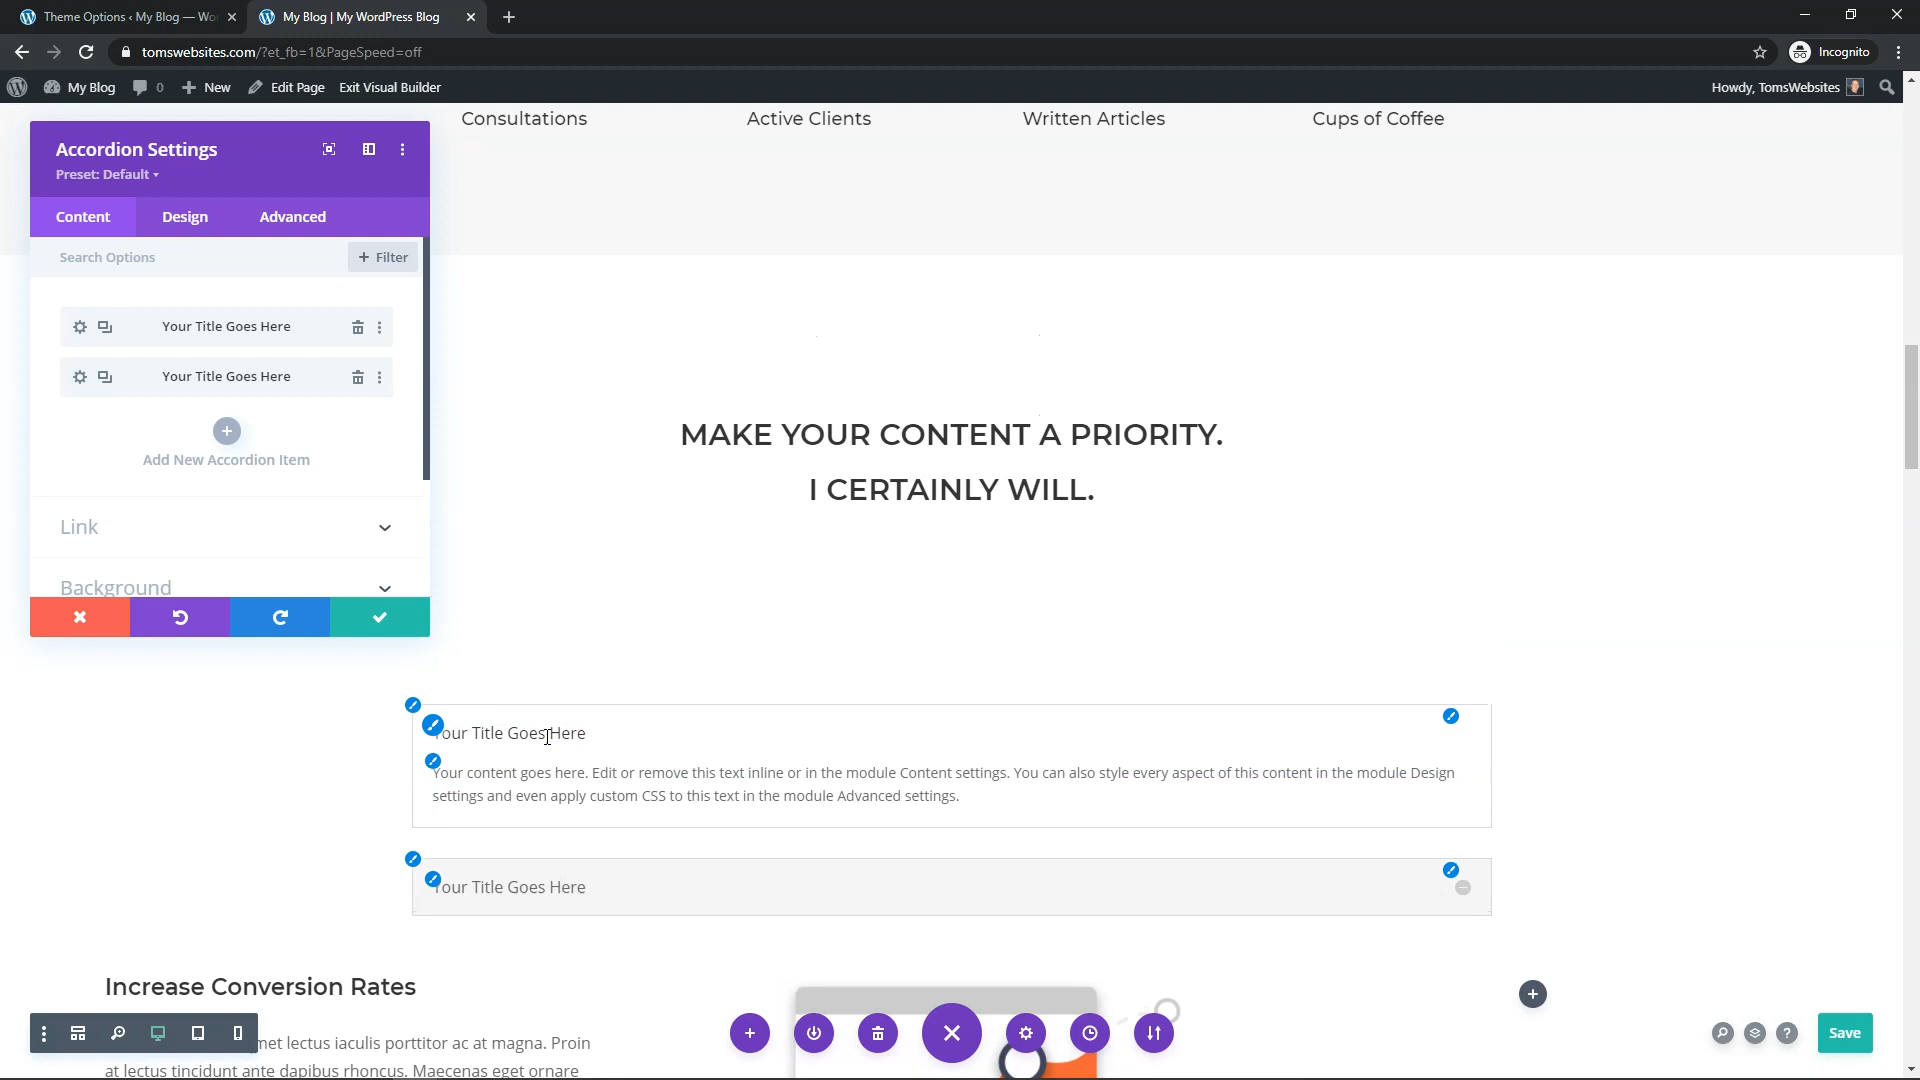 Theme Options ‹ My Blog — Wo
My Blog | My WordPress Blog
tomswebsites.com/?et_fb=1&PageSpeed=off
Incognito
My Blog
0
New
Edit Page
Exit Visual Builder
Howdy, TomsWebsites
Consultations
Active Clients
Written Articles
Cups of Coffee
Accordion Settings
Preset: Default
Content
Design
Advanced
Search Options
+ Filter
Your Title Goes Here
Your Title Goes Here
Add New Accordion Item
Link
Background
MAKE YOUR CONTENT A PRIORITY.
I CERTAINLY WILL.
Your Title Goes Here
Your content goes here. Edit or remove this text inline or in the module Content settings. You can also style every aspect of this content in the module Design
settings and even apply custom CSS to this text in the module Advanced settings.
Your Title Goes Here
Increase Conversion Rates
met lectus iaculis porttitor ac at magna. Proin
at lectus tincidunt ante dapibus rhoncus. Maecenas eget ornare
Save